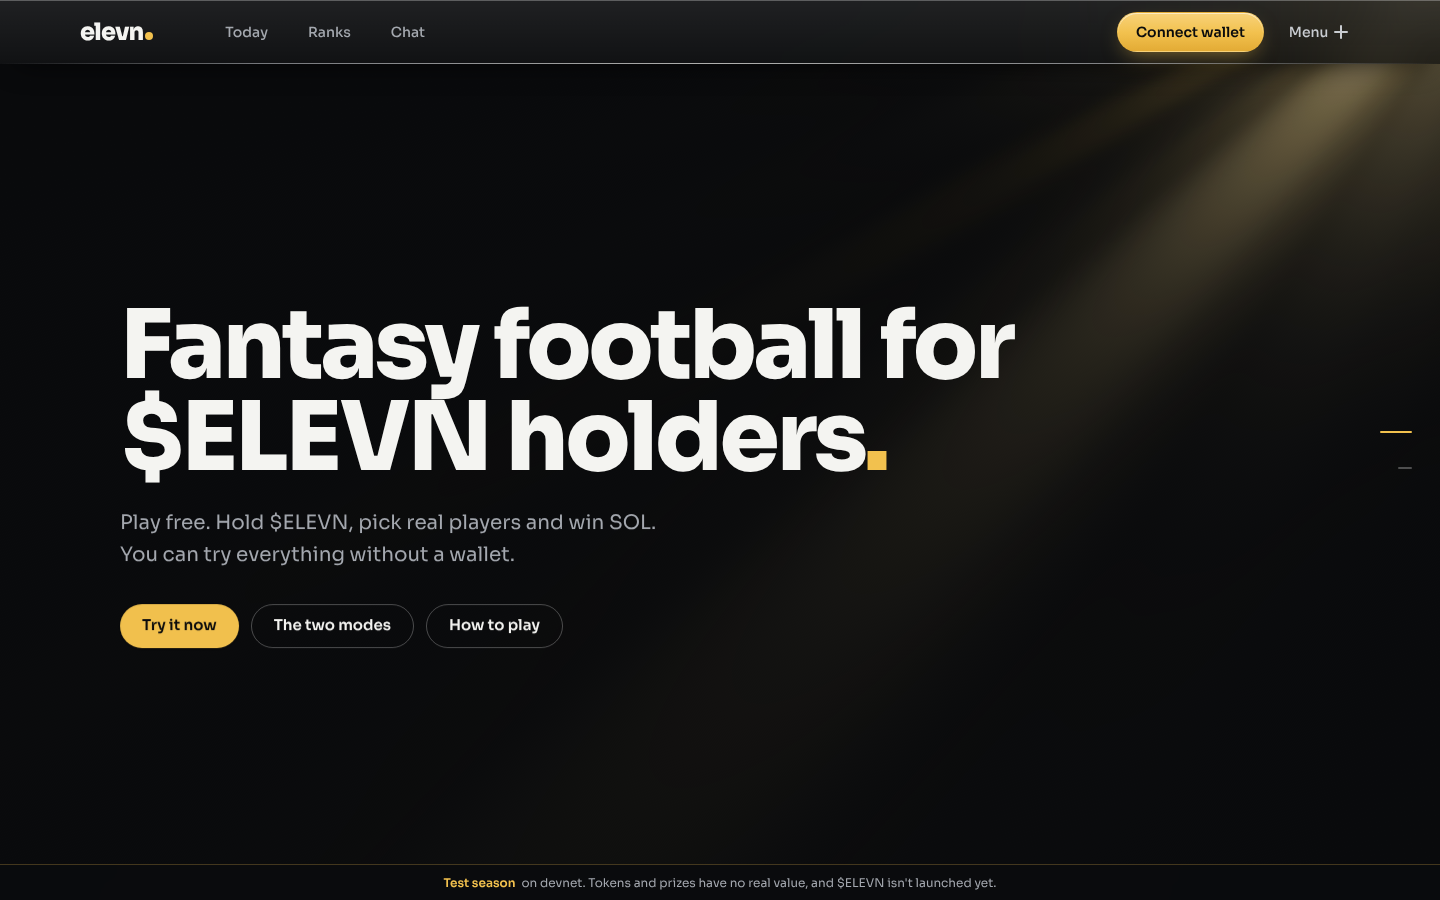 elevn.
Today
Ranks
Chat
Connect wallet
Menu
Fantasy football for
$ELEVN holders.
Play free. Hold $ELEVN, pick real players and win SOL.
You can try everything without a wallet.
Try it now
The two modes
How to play
Test season on devnet. Tokens and prizes have no real value, and $ELEVN isn't launched yet.